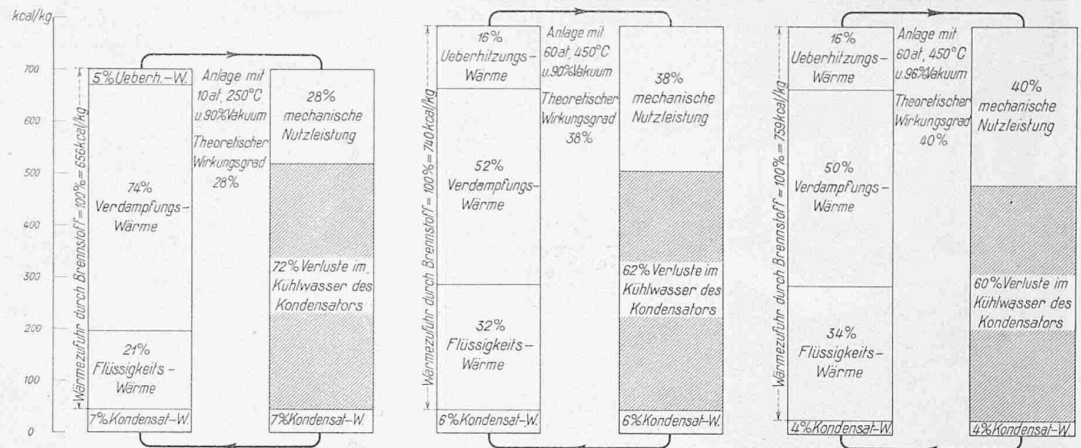 kcal/kg
700
600
500
400
300
200
100
0
Wärmezufuhr durch Brennstoff = 100% = 656 kcal/kg
5% Ueberh.-W.
74%
Verdampfungs-
Wärme
21%
Flüssigkeits-
Wärme
7% Kondensat-W.
Anlage mit
10 at, 250°C
u. 90% Vakuum
Theoretischer
Wirkungsgrad
28%
28%
mechanische
Nutzleistung
72% Verluste im
Kühlwasser des
Kondensators
7% Kondensat-W.
Wärmezufuhr durch Brennstoff = 100% = 740 kcal/kg
16%
Ueberhitzungs-
Wärme
52%
Verdampfungs-
Wärme
32%
Flüssigkeits-
Wärme
6% Kondensat-W.
Anlage mit
60 at, 450°C
u. 90% Vakuum
Theoretischer
Wirkungsgrad
38%
38%
mechanische
Nutzleistung
62% Verluste im
Kühlwasser des
Kondensators
6% Kondensat-W.
Wärmezufuhr durch Brennstoff = 100% = 759 kcal/kg
16%
Ueberhitzungs-
Wärme
50%
Verdampfungs-
Wärme
34%
Flüssigkeits-
Wärme
4% Kondensat-W.
Anlage mit
60 at, 450°C
u. 96% Vakuum
Theoretischer
Wirkungsgrad
40%
40%
mechanische
Nutzleistung
60% Verluste im
Kühlwasser des
Kondensators
4% Kondensat-W.